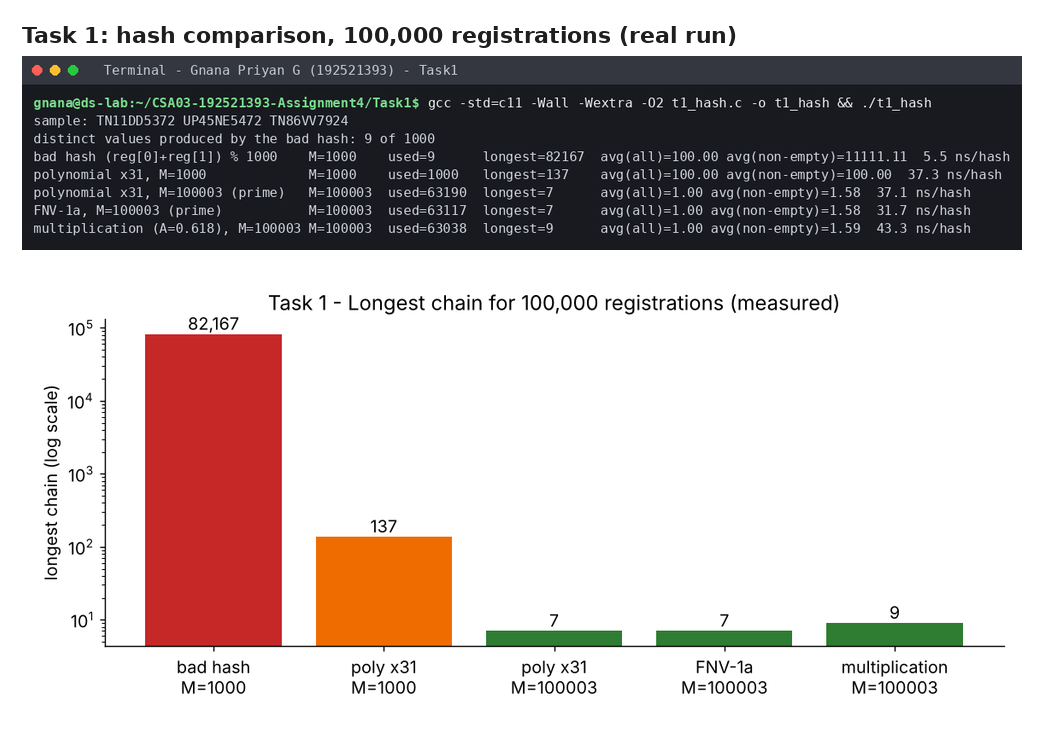 Task 1: hash comparison, 100,000 registrations (real run)
Terminal - Gnana Priyan G (192521393) - Task1
gnana@ds-lab:~/CSA03-192521393-Assignment4/Task1$ gcc -std=c11 -Wall -Wextra -O2 t1_hash.c -o t1_hash && ./t1_hash
sample: TN11DD5372 UP45NE5472 TN86VV7924
distinct values produced by the bad hash: 9 of 1000
bad hash (reg[0]+reg[1]) % 1000    M=1000    used=9      longest=82167  avg(all)=100.00 avg(non-empty)=11111.11  5.5 ns/hash
polynomial x31, M=1000             M=1000    used=1000   longest=137    avg(all)=100.00 avg(non-empty)=100.00  37.3 ns/hash
polynomial x31, M=100003 (prime)   M=100003  used=63190  longest=7      avg(all)=1.00 avg(non-empty)=1.58  37.1 ns/hash
FNV-1a, M=100003 (prime)           M=100003  used=63117  longest=7      avg(all)=1.00 avg(non-empty)=1.58  31.7 ns/hash
multiplication (A=0.618), M=100003 M=100003  used=63038  longest=9      avg(all)=1.00 avg(non-empty)=1.59  43.3 ns/hash
Task 1 - Longest chain for 100,000 registrations (measured)
longest chain (log scale)
10⁵
10⁴
10³
10²
10¹
82,167
137
7
7
9
bad hash
M=1000
poly x31
M=1000
poly x31
M=100003
FNV-1a
M=100003
multiplication
M=100003